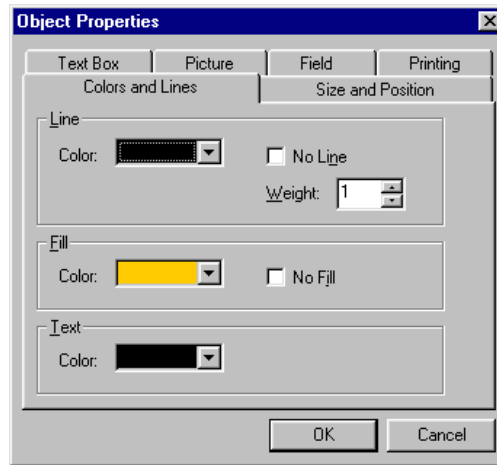 Object Properties
Text Box Picture Field Printing
Colors and Lines Size and Position
Line
Color: No Line
Weight: 1
Fill
Color: No Fill
Text
Color:
OK Cancel